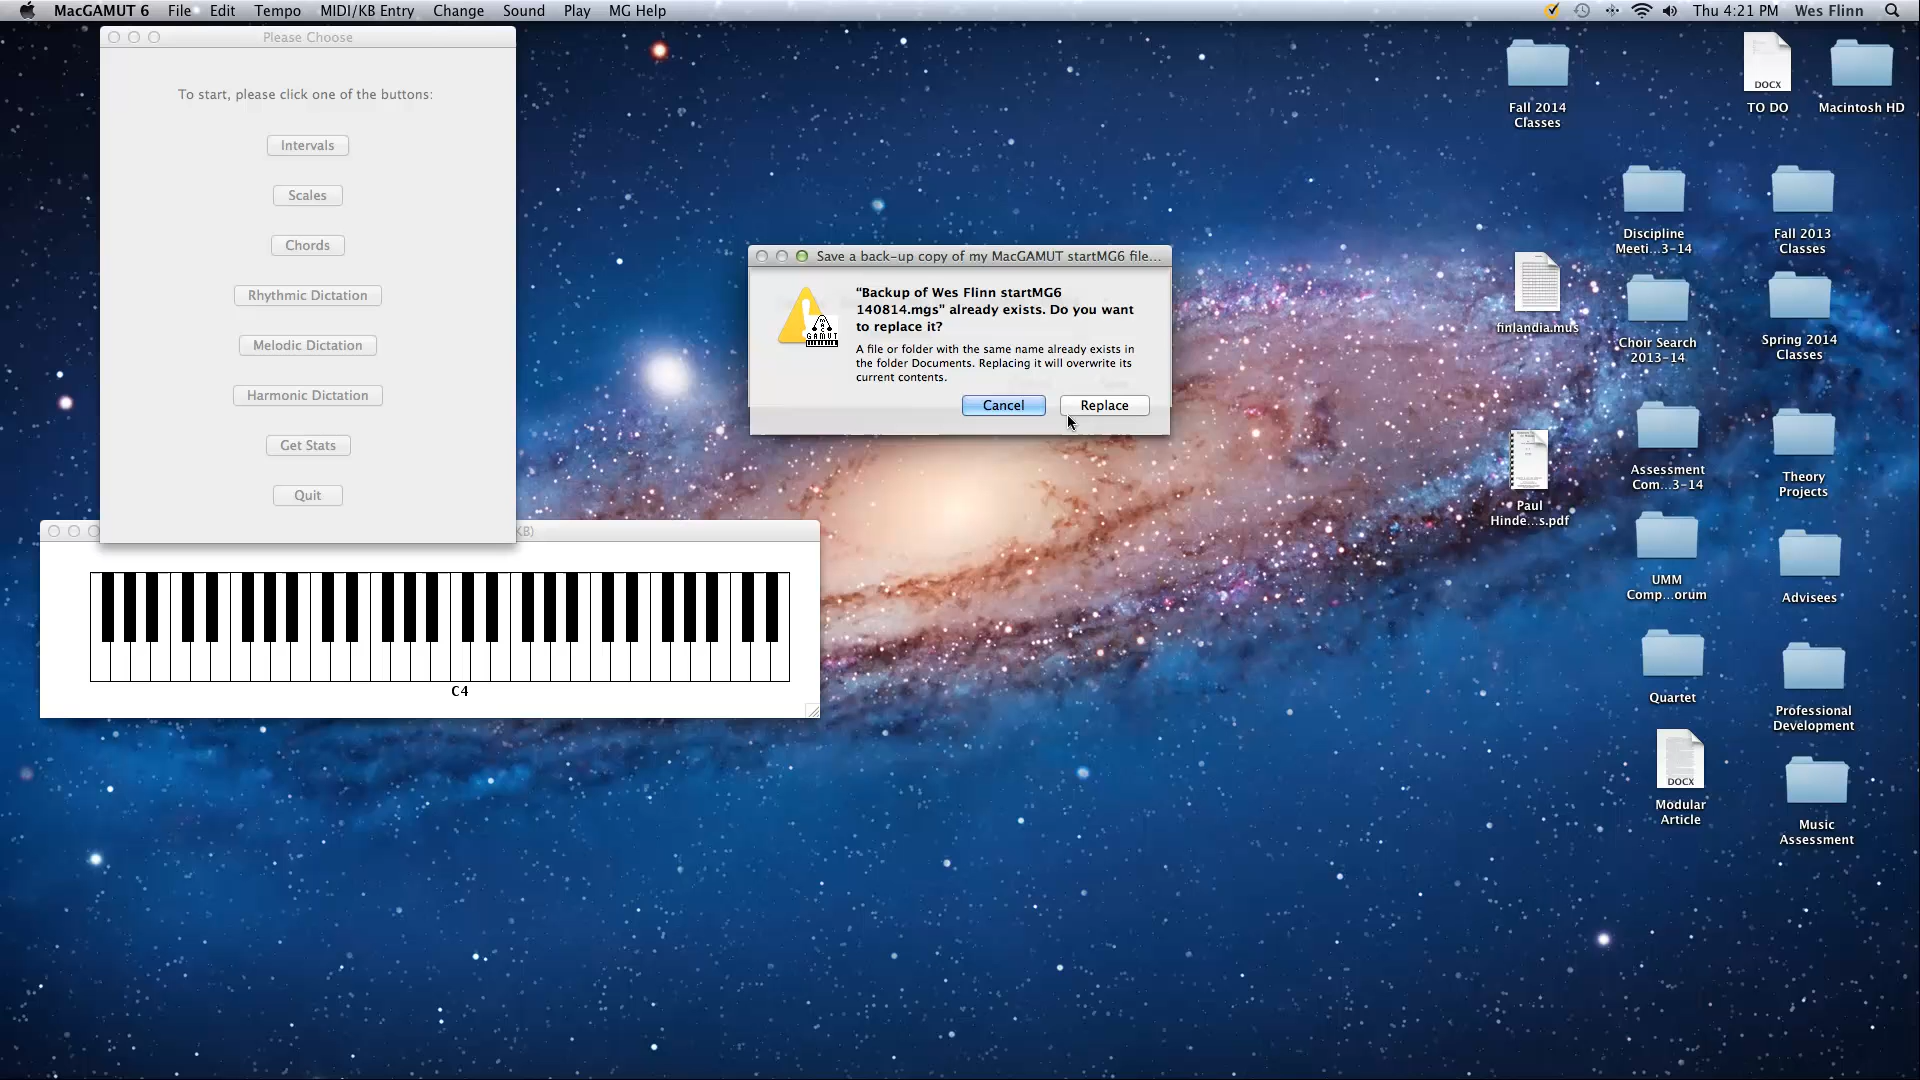 MacGAMUT 6 File Edit Tempo MIDI/KB Entry Change Sound Play MG Help Thu 4:21 PM Wes Flinn
Please Choose
To start, please click one of the buttons:
Intervals
Scales
Chords
Rhythmic Dictation
Melodic Dictation
Harmonic Dictation
Get Stats
Quit
KB)
C4
Save a back-up copy of my MacGAMUT startMG6 file...
"Backup of Wes Flinn startMG6
140814.mgs" already exists. Do you want
to replace it?
A file or folder with the same name already exists in
the folder Documents. Replacing it will overwrite its
current contents.
GAMUT
Cancel Replace
Fall 2014
Classes
DOCX
TO DO
Macintosh HD
Discipline
Meeti...3-14
Fall 2013
Classes
finlandia.mus
Choir Search
2013-14
Spring 2014
Classes
Paul
Hinde...s.pdf
Assessment
Com...3-14
Theory
Projects
UMM
Comp...orum
Advisees
Quartet
Professional
Development
DOCX
Modular
Article
Music
Assessment